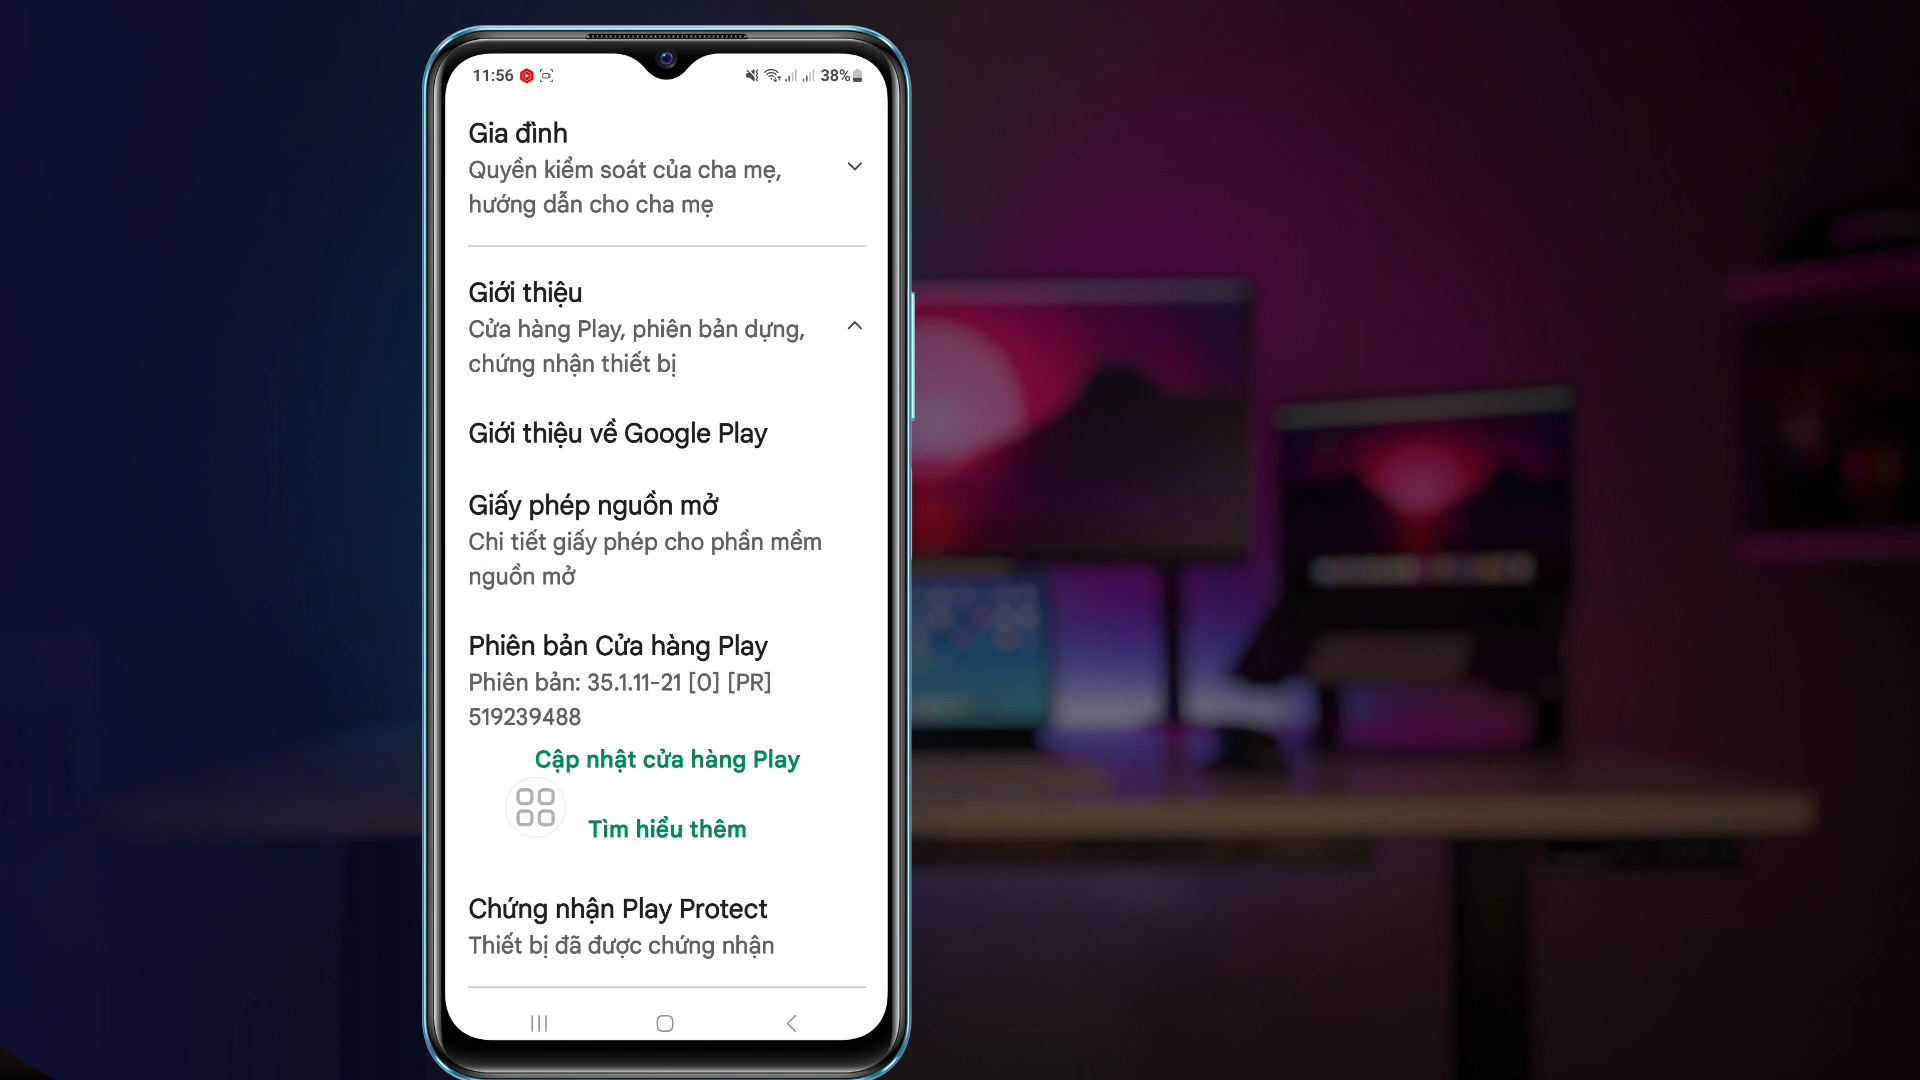 11:56
38%
Gia đình
Quyền kiểm soát của cha mẹ,
hướng dẫn cho cha mẹ
Giới thiệu
Cửa hàng Play, phiên bản dựng,
chứng nhận thiết bị
Giới thiệu về Google Play
Giấy phép nguồn mở
Chi tiết giấy phép cho phần mềm
nguồn mở
Phiên bản Cửa hàng Play
Phiên bản: 35.1.11-21 [0] [PR]
519239488
Cập nhật cửa hàng Play
Tìm hiểu thêm
Chứng nhận Play Protect
Thiết bị đã được chứng nhận